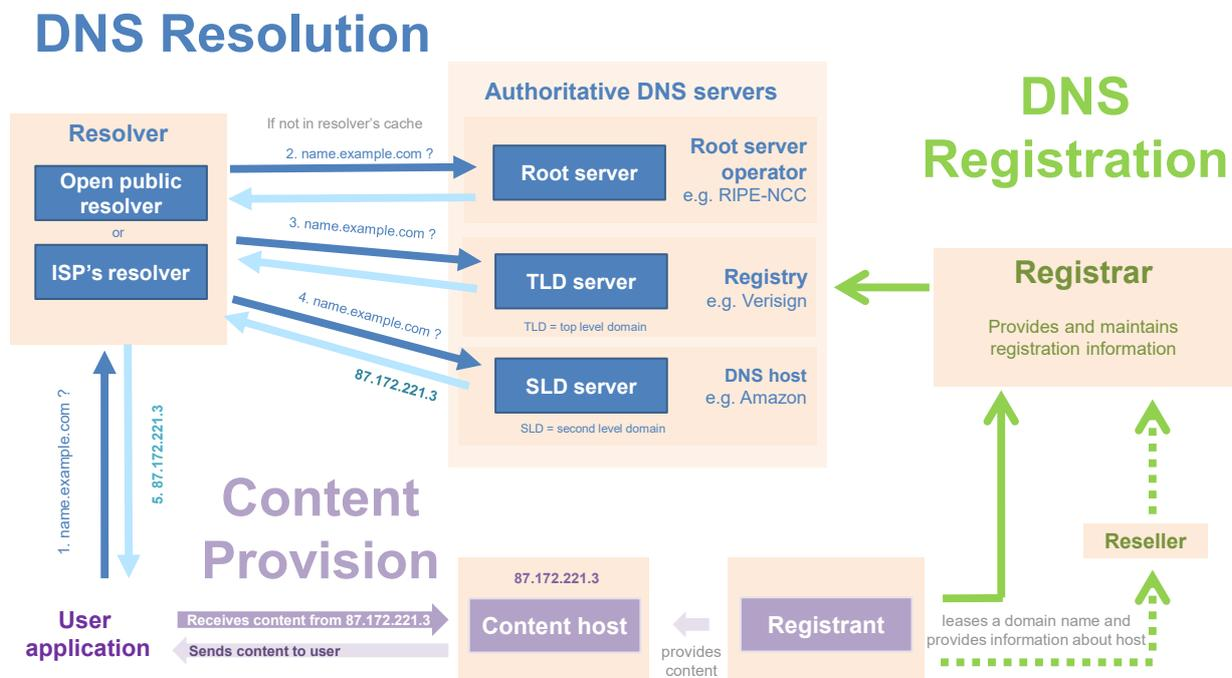 DNS Resolution
Resolver
Open public
resolver
or
ISP's resolver
If not in resolver's cache
2. name.example.com ?
3. name.example.com ?
4. name.example.com ?
87.172.221.3
Authoritative DNS servers
Root server
Root server
operator
e.g. RIPE-NCC
TLD server
Registry
e.g. Verisign
TLD = top level domain
SLD server
DNS host
e.g. Amazon
SLD = second level domain
DNS
Registration
Registrar
Provides and maintains
registration information
Reseller
leases a domain name and
provides information about host
1. name.example.com ?
5. 87.172.221.3
Content
Provision
User
application
Receives content from 87.172.221.3
Sends content to user
87.172.221.3
Content host
provides
content
Registrant